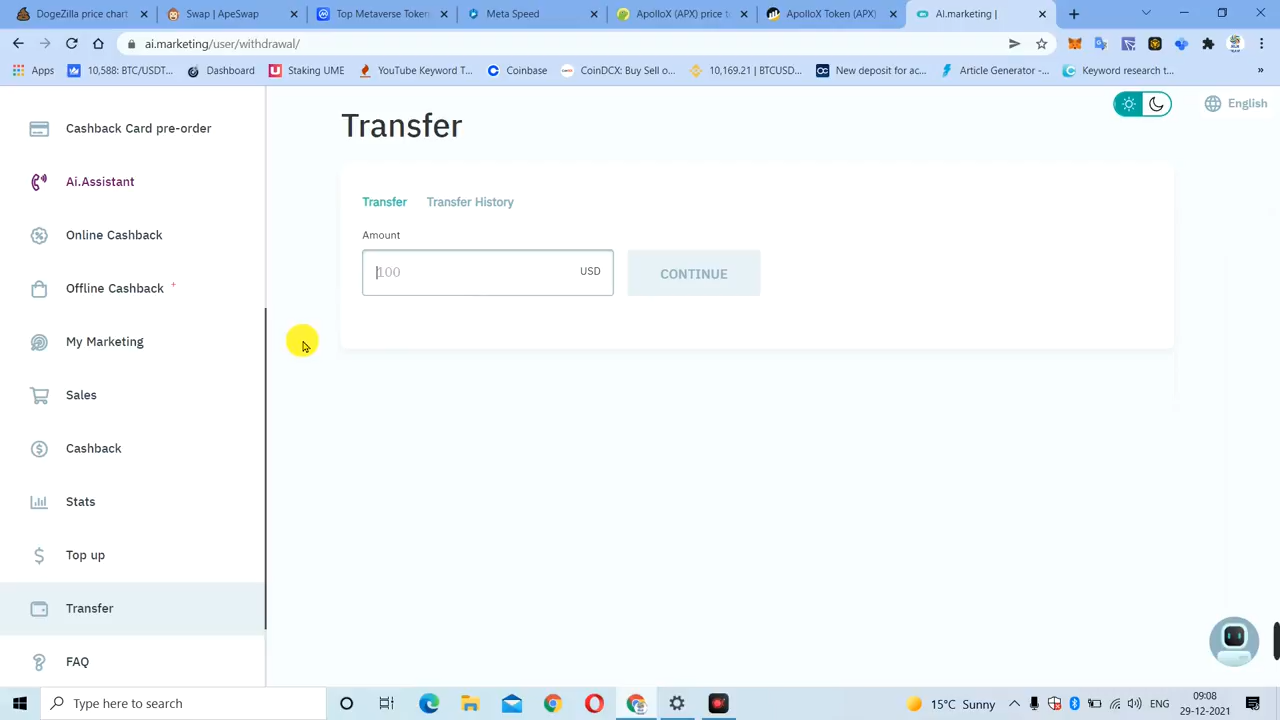 DogeZilla price chart
Swap | ApeSwap
Top Metaverse Token
Meta Speed
ApolloX (APX) price t
ApolloX Token (APX)
AI.marketing |
ai.marketing/user/withdrawal/
Apps
10,588: BTC/USDT...
Dashboard
Staking UME
YouTube Keyword T...
Coinbase
CoinDCX: Buy Sell o...
10,169.21 | BTCUSD...
New deposit for ac...
Article Generator -...
Keyword research t...
»
English
Cashback Card pre-order
Ai.Assistant
Online Cashback
Offline Cashback +
My Marketing
Sales
Cashback
Stats
Top up
Transfer
FAQ
Transfer
Transfer
Transfer History
Amount
100
USD
CONTINUE
Type here to search
15°C Sunny
ENG
09:08
29-12-2021